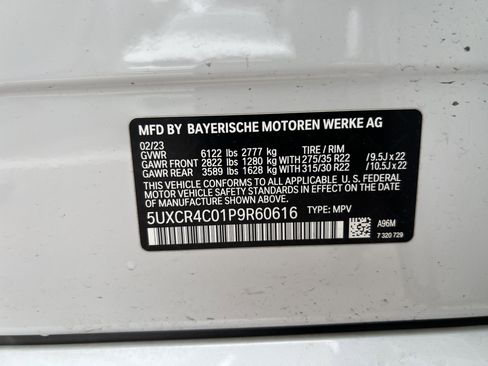 MFD BY BAYERISCHE MOTOREN WERKE AG
02/23
GVWR 6122 lbs 2777 kg TIRE / RIM
GAWR FRONT 2822 lbs 1280 kg WITH 275/35 R22 / 9.5J x 22
GAWR REAR 3589 lbs 1628 kg WITH 315/30 R22 / 10.5J x 22
THIS VEHICLE CONFORMS TO ALL APPLICABLE U. S. FEDERAL
MOTOR VEHICLE SAFETY STANDARDS IN EFFECT ON THE DATE
OF MANUFACTURE SHOWN ABOVE.
5UXCR4C01P9R60616 TYPE: MPV
A96M
7 320 729